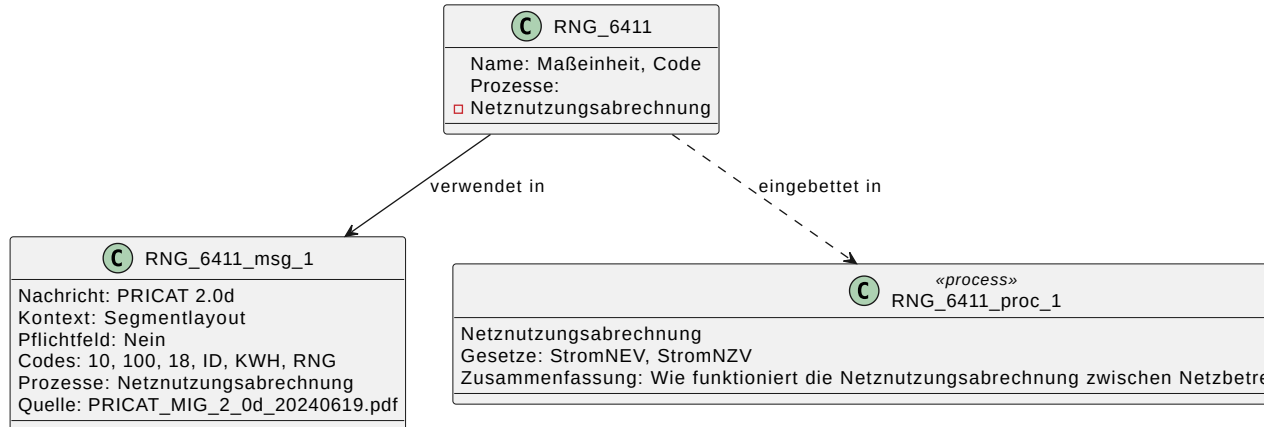 C RNG_6411
Name: Maßeinheit, Code
Prozesse:
Netznutzungsabrechnung
verwendet in
eingebettet in
C RNG_6411_msg_1
Nachricht: PRICAT 2.0d
Kontext: Segmentlayout
Pflichtfeld: Nein
Codes: 10, 100, 18, ID, KWH, RNG
Prozesse: Netznutzungsabrechnung
Quelle: PRICAT_MIG_2_0d_20240619.pdf
«process»
C RNG_6411_proc_1
Netznutzungsabrechnung
Gesetze: StromNEV, StromNZV
Zusammenfassung: Wie funktioniert die Netznutzungsabrechnung zwischen Netzbetre